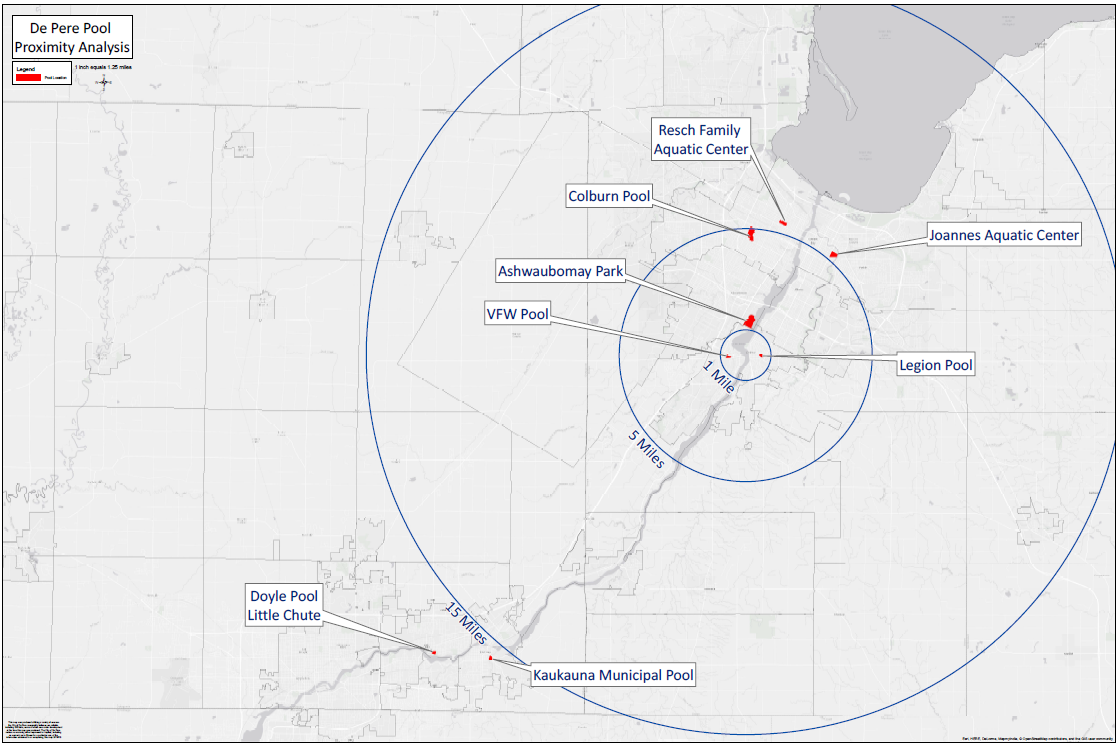 De Pere Pool
Proximity Analysis
Legend
Pool Location
1 inch equals 1.25 miles
Resch Family
Aquatic Center
Colburn Pool
Joannes Aquatic Center
Ashwaubomay Park
VFW Pool
Legion Pool
1 Mile
5 Miles
Doyle Pool
Little Chute
15 Miles
Kaukauna Municipal Pool